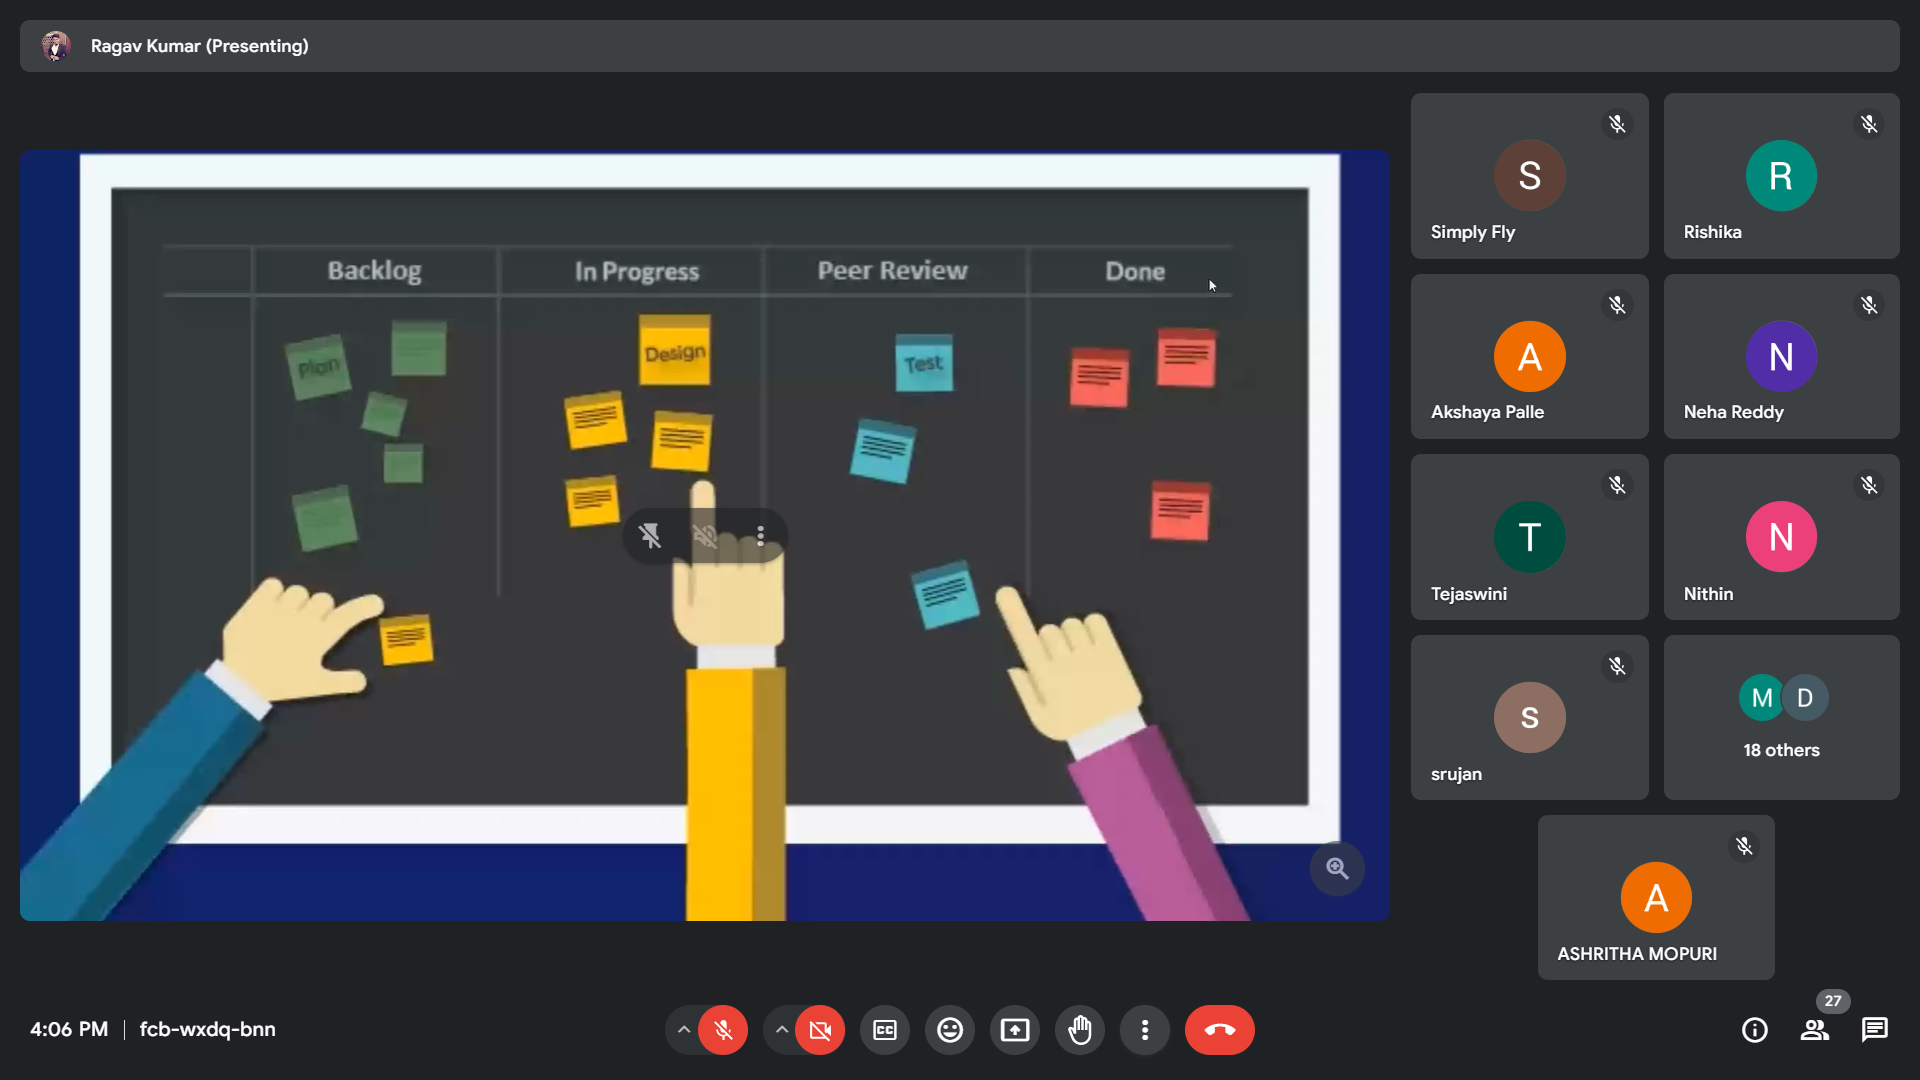 Ragav Kumar (Presenting)
Backlog In Progress Peer Review Done
Plan
Design
Test
S
Simply Fly
R
Rishika
A
Akshaya Palle
N
Neha Reddy
T
Tejaswini
N
Nithin
s
srujan
M D
18 others
A
ASHRITHA MOPURI
4:06 PM | fcb-wxdq-bnn
CC
27